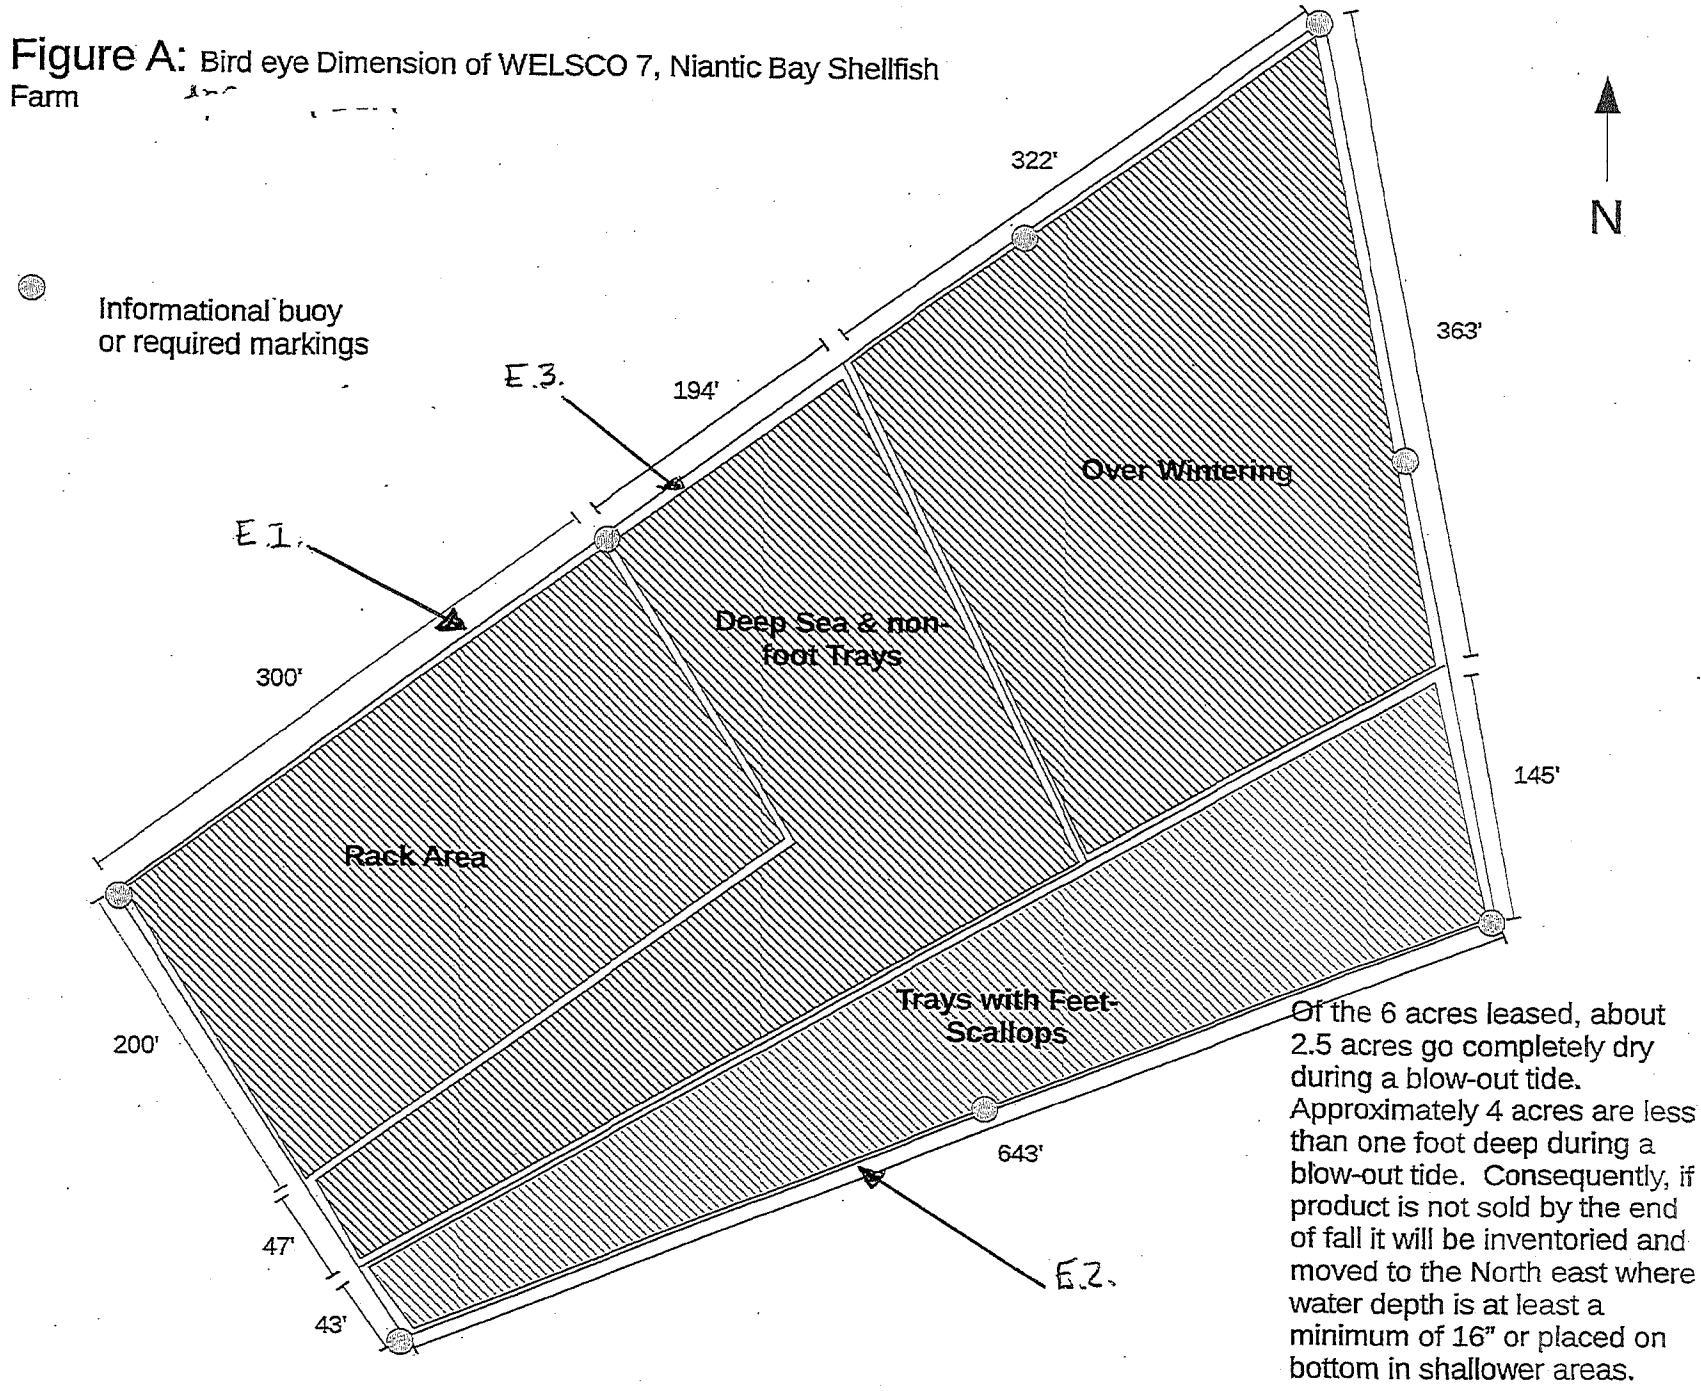 Figure A: Bird eye Dimension of WELSCO 7, Niantic Bay Shellfish
Farm
N
Informational buoy
or required markings
322'
363'
E.3.
194'
E.1.
Over Wintering
Deep Sea & non-
foot Trays
300'
145'
Rack Area
Trays with Feet-
Scallops
200'
643'
47'
43'
E.2.
Of the 6 acres leased, about
2.5 acres go completely dry
during a blow-out tide.
Approximately 4 acres are less
than one foot deep during a
blow-out tide.  Consequently, if
product is not sold by the end
of fall it will be inventoried and
moved to the North east where
water depth is at least a
minimum of 16” or placed on
bottom in shallower areas.